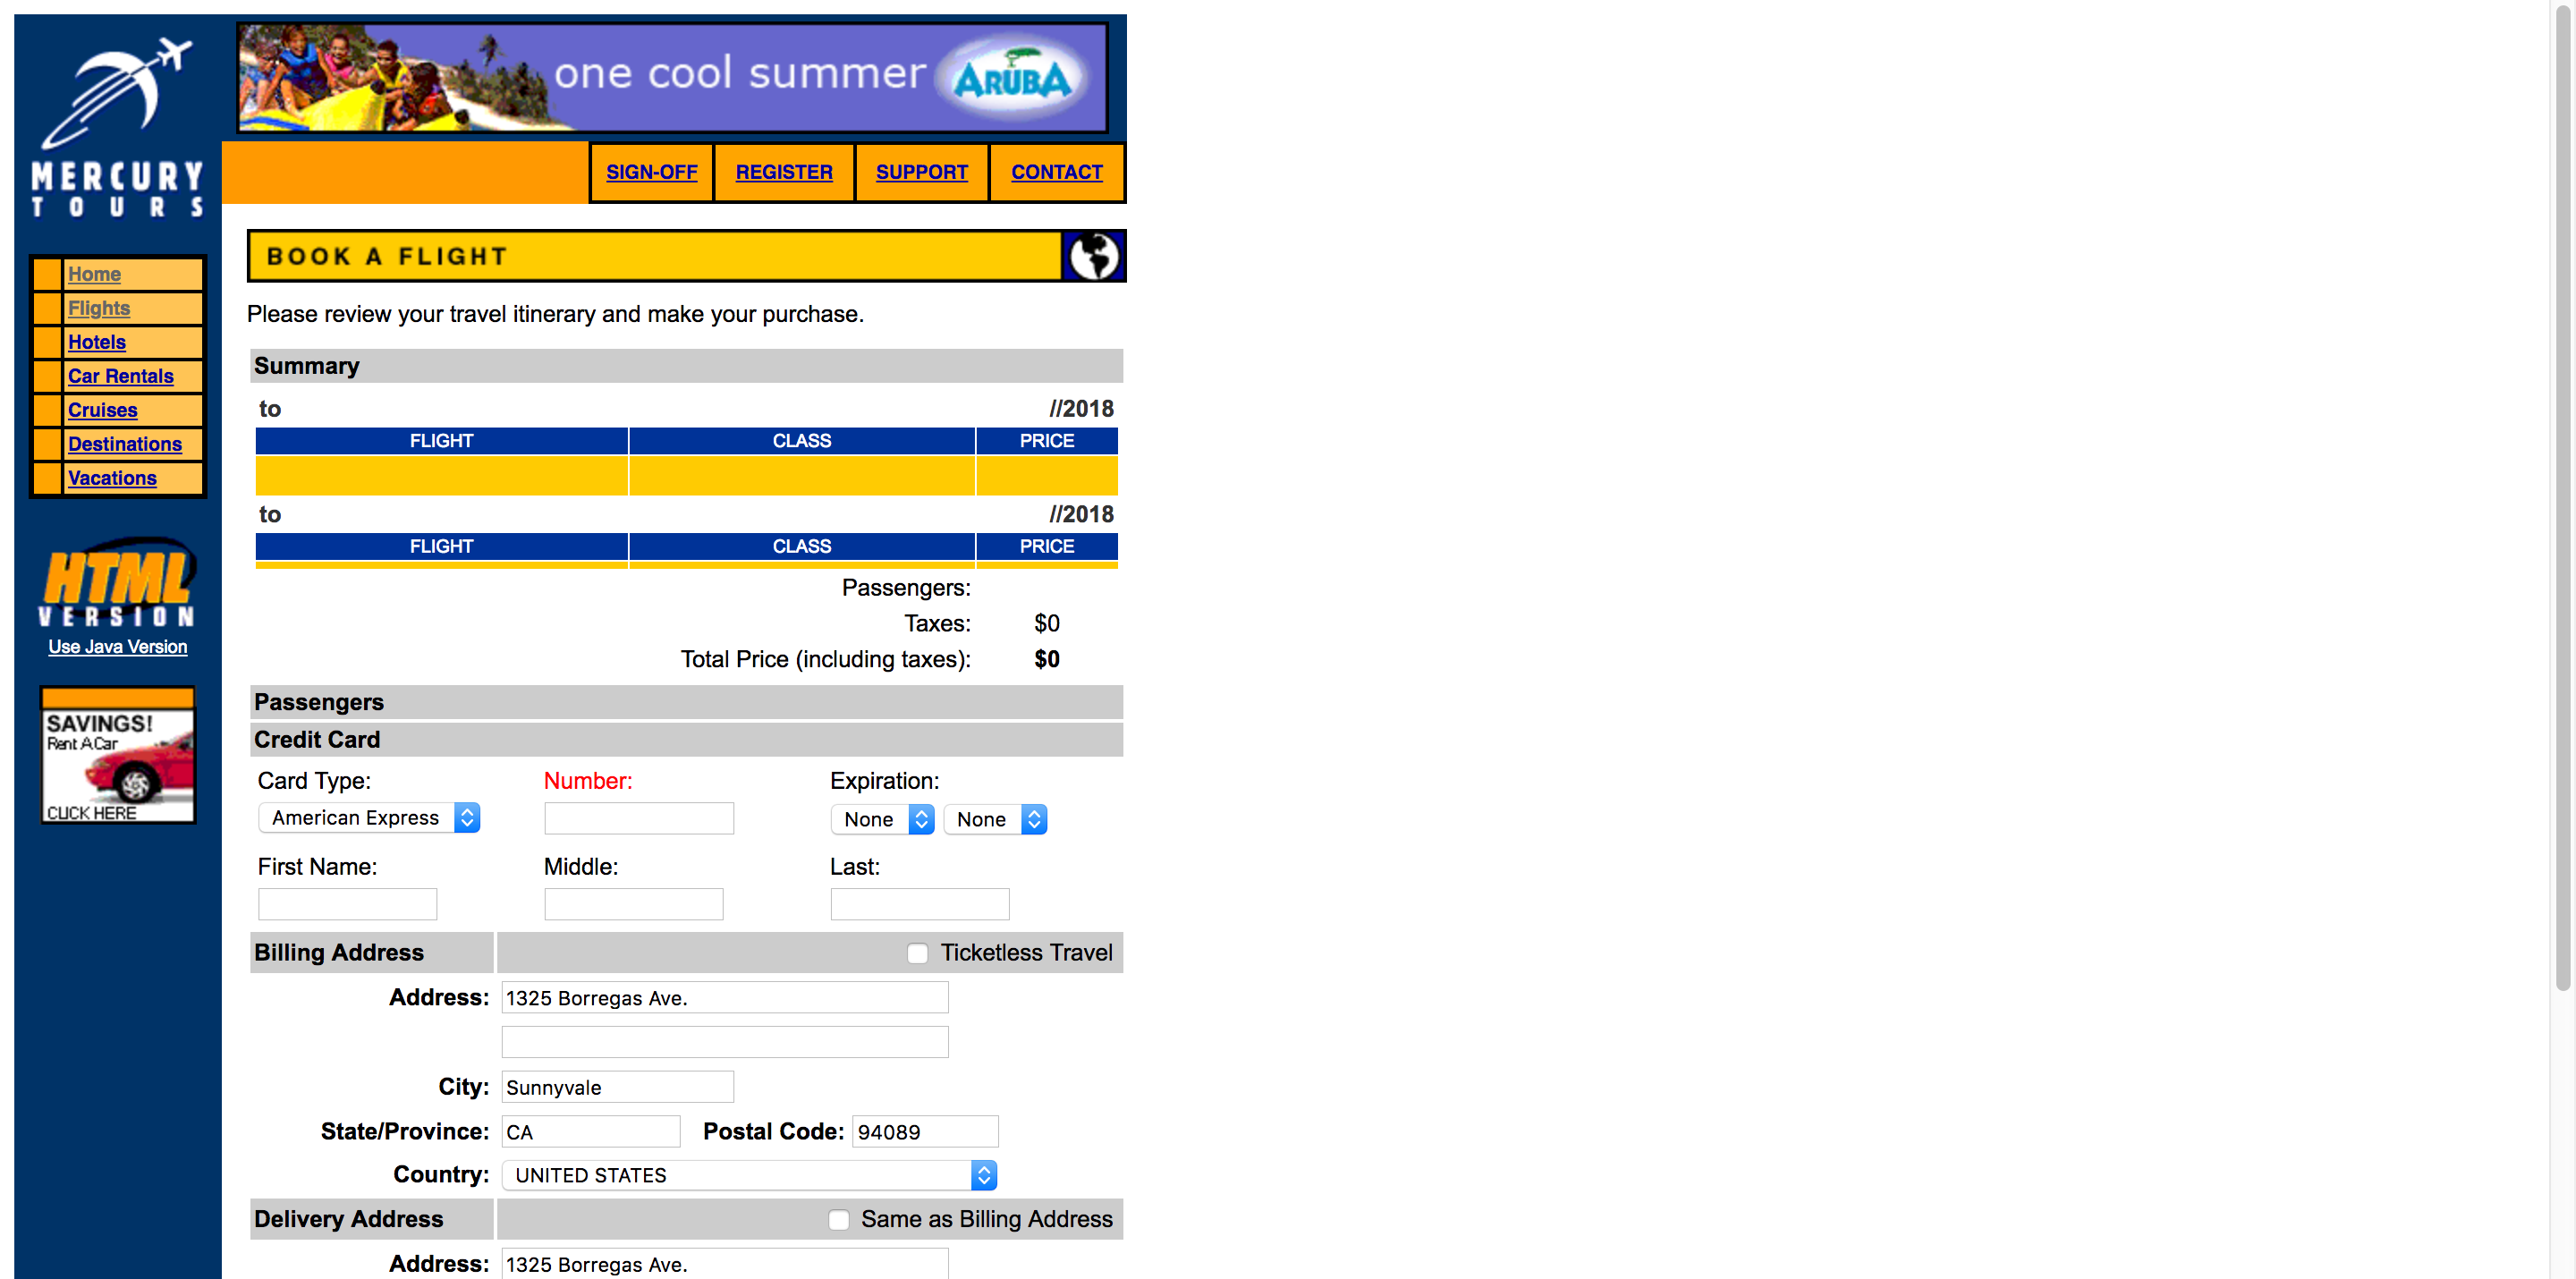 one cool summer ARUBA
MERCURY
TOURS
SIGN-OFF REGISTER SUPPORT CONTACT
BOOK A FLIGHT
Home
Flights
Hotels
Car Rentals
Cruises
Destinations
Vacations
HTML
VERSION
Use Java Version
SAVINGS!
Rent A Car
CLICK HERE
Please review your travel itinerary and make your purchase.
Summary
to //2018
FLIGHT CLASS PRICE
to //2018
FLIGHT CLASS PRICE
Passengers:
Taxes: $0
Total Price (including taxes): $0
Passengers
Credit Card
Card Type: Number: Expiration:
American Express None None
First Name: Middle: Last:
Billing Address Ticketless Travel
Address: 1325 Borregas Ave.
City: Sunnyvale
State/Province: CA Postal Code: 94089
Country: UNITED STATES
Delivery Address Same as Billing Address
Address: 1325 Borregas Ave.